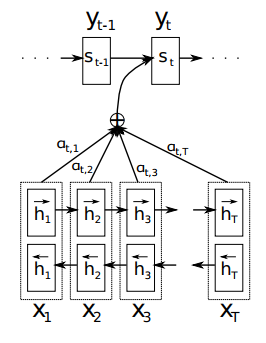 y_{t-1} y_t
. . . s_{t-1} s_t . . .
a_{t,1} a_{t,2} a_{t,3} a_{t,T}
\overrightarrow{h}_1 \overrightarrow{h}_2 \overrightarrow{h}_3 \overrightarrow{h}_T
\overleftarrow{h}_1 \overleftarrow{h}_2 \overleftarrow{h}_3 \overleftarrow{h}_T
x_1 x_2 x_3 x_T